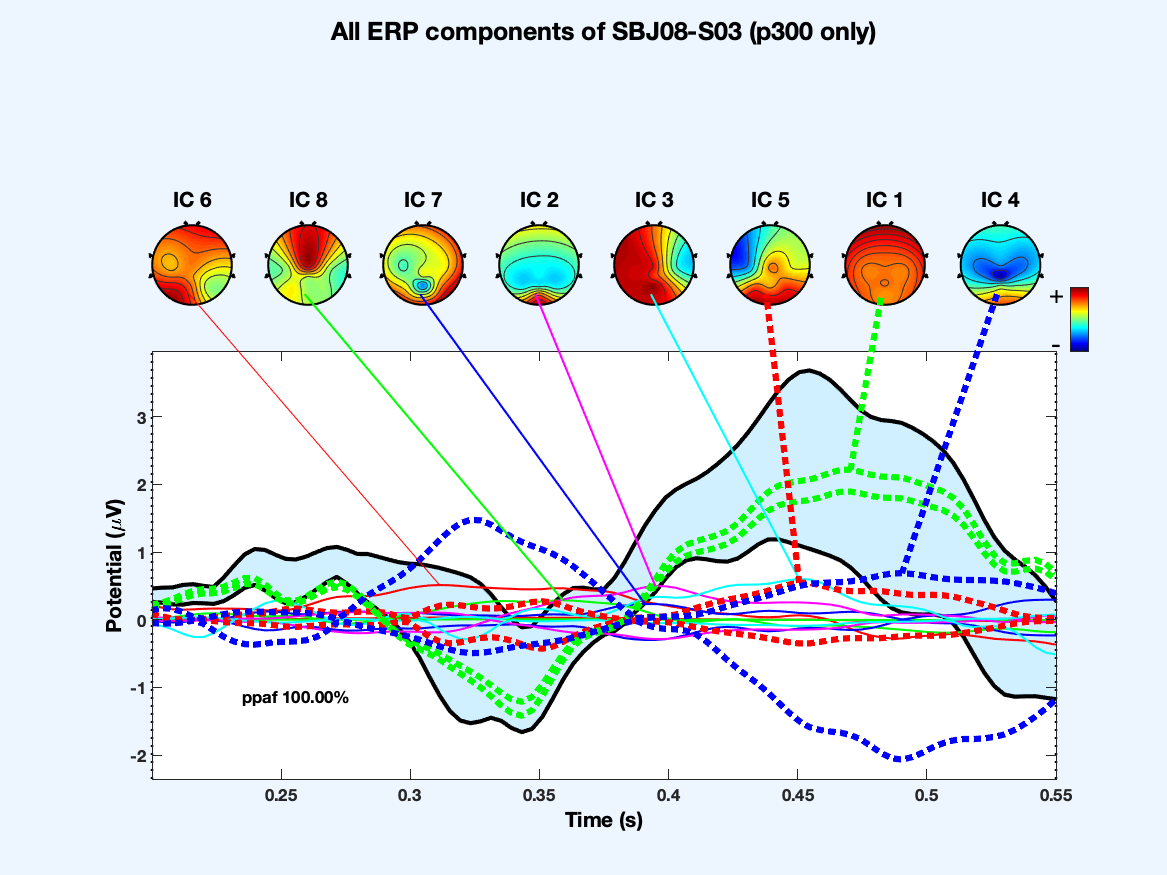 All ERP components of SBJ08-S03 (p300 only)
IC 6 IC 8 IC 7 IC 2 IC 3 IC 5 IC 1 IC 4
+
-
3
2
1
0
-1
-2
Potential (μV)
ppaf 100.00%
0.25 0.3 0.35 0.4 0.45 0.5 0.55
Time (s)